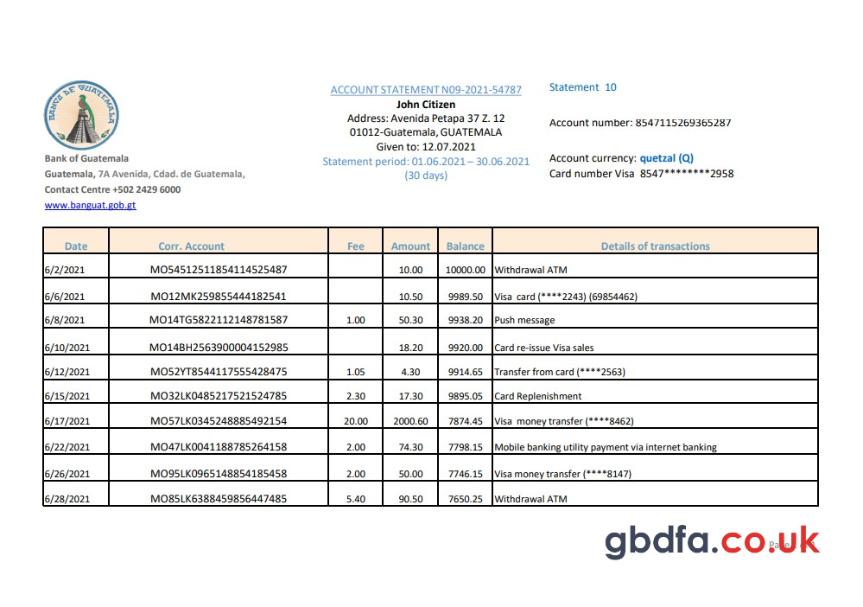 BANCO DE GUATEMALA
ACCOUNT STATEMENT N09-2021-54787
John Citizen
Address: Avenida Petapa 37 Z. 12
01012-Guatemala, GUATEMALA
Given to: 12.07.2021
Statement period: 01.06.2021 – 30.06.2021
(30 days)
Statement 10
Account number: 8547115269365287
Account currency: quetzal (Q)
Card number Visa 8547********2958
Bank of Guatemala
Guatemala, 7A Avenida, Cdad. de Guatemala,
Contact Centre +502 2429 6000
www.banguat.gob.gt
Date Corr. Account Fee Amount Balance Details of transactions
6/2/2021 MO54512511854114525487 10.00 10000.00 Withdrawal ATM
6/6/2021 MO12MK259855444182541 10.50 9989.50 Visa card (****2243) (69854462)
6/8/2021 MO14TG5822112148781587 1.00 50.30 9938.20 Push message
6/10/2021 MO14BH2563900004152985 18.20 9920.00 Card re-issue Visa sales
6/12/2021 MO52YT8544117555428475 1.05 4.30 9914.65 Transfer from card (****2563)
6/15/2021 MO32LK0485217521524785 2.30 17.30 9895.05 Card Replenishment
6/17/2021 MO57LK0345248885492154 20.00 2000.60 7874.45 Visa money transfer (****8462)
6/22/2021 MO47LK0041188785264158 2.00 74.30 7798.15 Mobile banking utility payment via internet banking
6/26/2021 MO95LK0965148854185458 2.00 50.00 7746.15 Visa money transfer (****8147)
6/28/2021 MO85LK6388459856447485 5.40 90.50 7650.25 Withdrawal ATM
gbdfa.co.uk